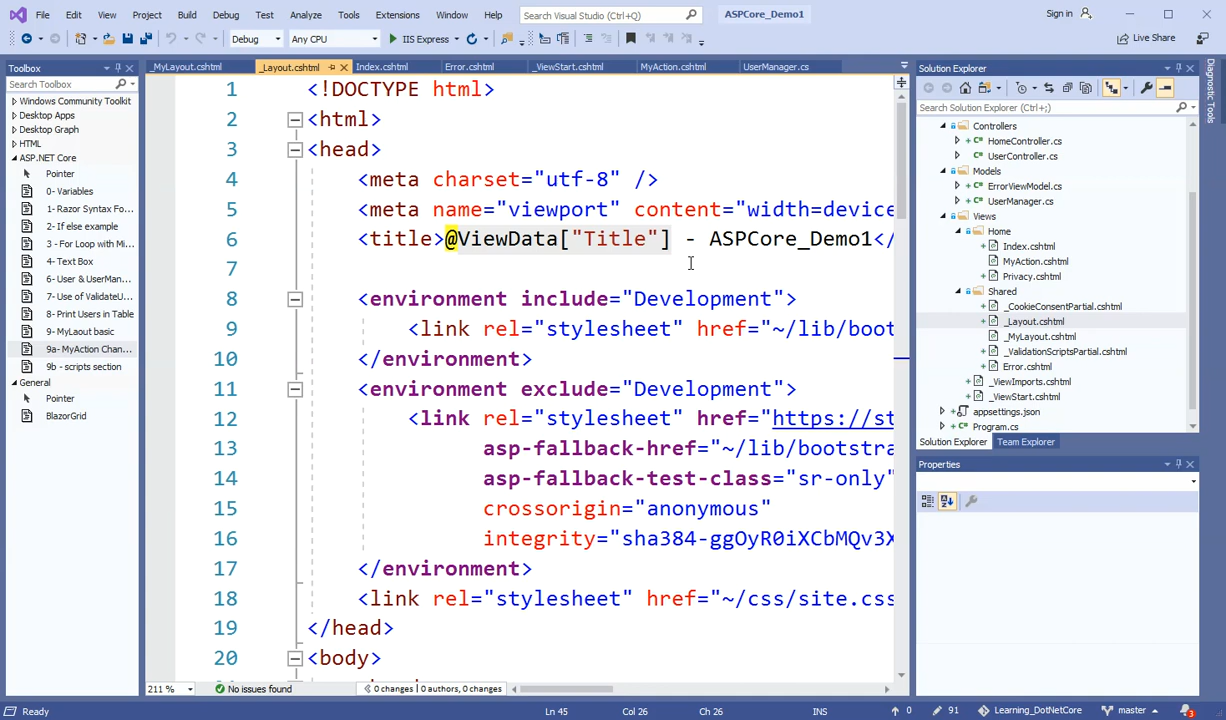 File Edit View Project Build Debug Test Analyze Tools Extensions Window Help Search Visual Studio (Ctrl+Q) ASPCore_Demo1 Sign in
Debug Any CPU IIS Express Live Share
Toolbox
Search Toolbox
Windows Community Toolkit
Desktop Apps
Desktop Graph
HTML
ASP.NET Core
Pointer
0- Variables
1- Razor Syntax Fo...
2- If else example
3 - For Loop with Mi...
4- Text Box
6- User & UserMan...
7- Use of ValidateU...
8- Print Users in Table
9- MyLaout basic
9a- MyAction Chan...
9b - scripts section
General
Pointer
BlazorGrid
_MyLayout.cshtml _Layout.cshtml Index.cshtml Error.cshtml _ViewStart.cshtml MyAction.cshtml UserManager.cs
1 <!DOCTYPE html>
2 <html>
3 <head>
4 <meta charset="utf-8" />
5 <meta name="viewport" content="width=device
6 <title>@ViewData["Title"] - ASPCore_Demo1</
7
8 <environment include="Development">
9 <link rel="stylesheet" href="~/lib/boot
10 </environment>
11 <environment exclude="Development">
12 <link rel="stylesheet" href="https://st
13 asp-fallback-href="~/lib/bootstra
14 asp-fallback-test-class="sr-only"
15 crossorigin="anonymous"
16 integrity="sha384-ggOyR0iXCbMQv3X
17 </environment>
18 <link rel="stylesheet" href="~/css/site.css
19 </head>
20 <body>
211 % No issues found 0 changes | 0 authors, 0 changes
Solution Explorer
Search Solution Explorer (Ctrl+;)
Controllers
HomeController.cs
UserController.cs
Models
ErrorViewModel.cs
UserManager.cs
Views
Home
Index.cshtml
MyAction.cshtml
Privacy.cshtml
Shared
_CookieConsentPartial.cshtml
_Layout.cshtml
_MyLayout.cshtml
_ValidationScriptsPartial.cshtml
Error.cshtml
_ViewImports.cshtml
_ViewStart.cshtml
appsettings.json
Program.cs
Solution Explorer Team Explorer
Properties
Diagnostic Tools
Ready Ln 45 Col 26 Ch 26 INS 0 91 Learning_DotNetCore master 3